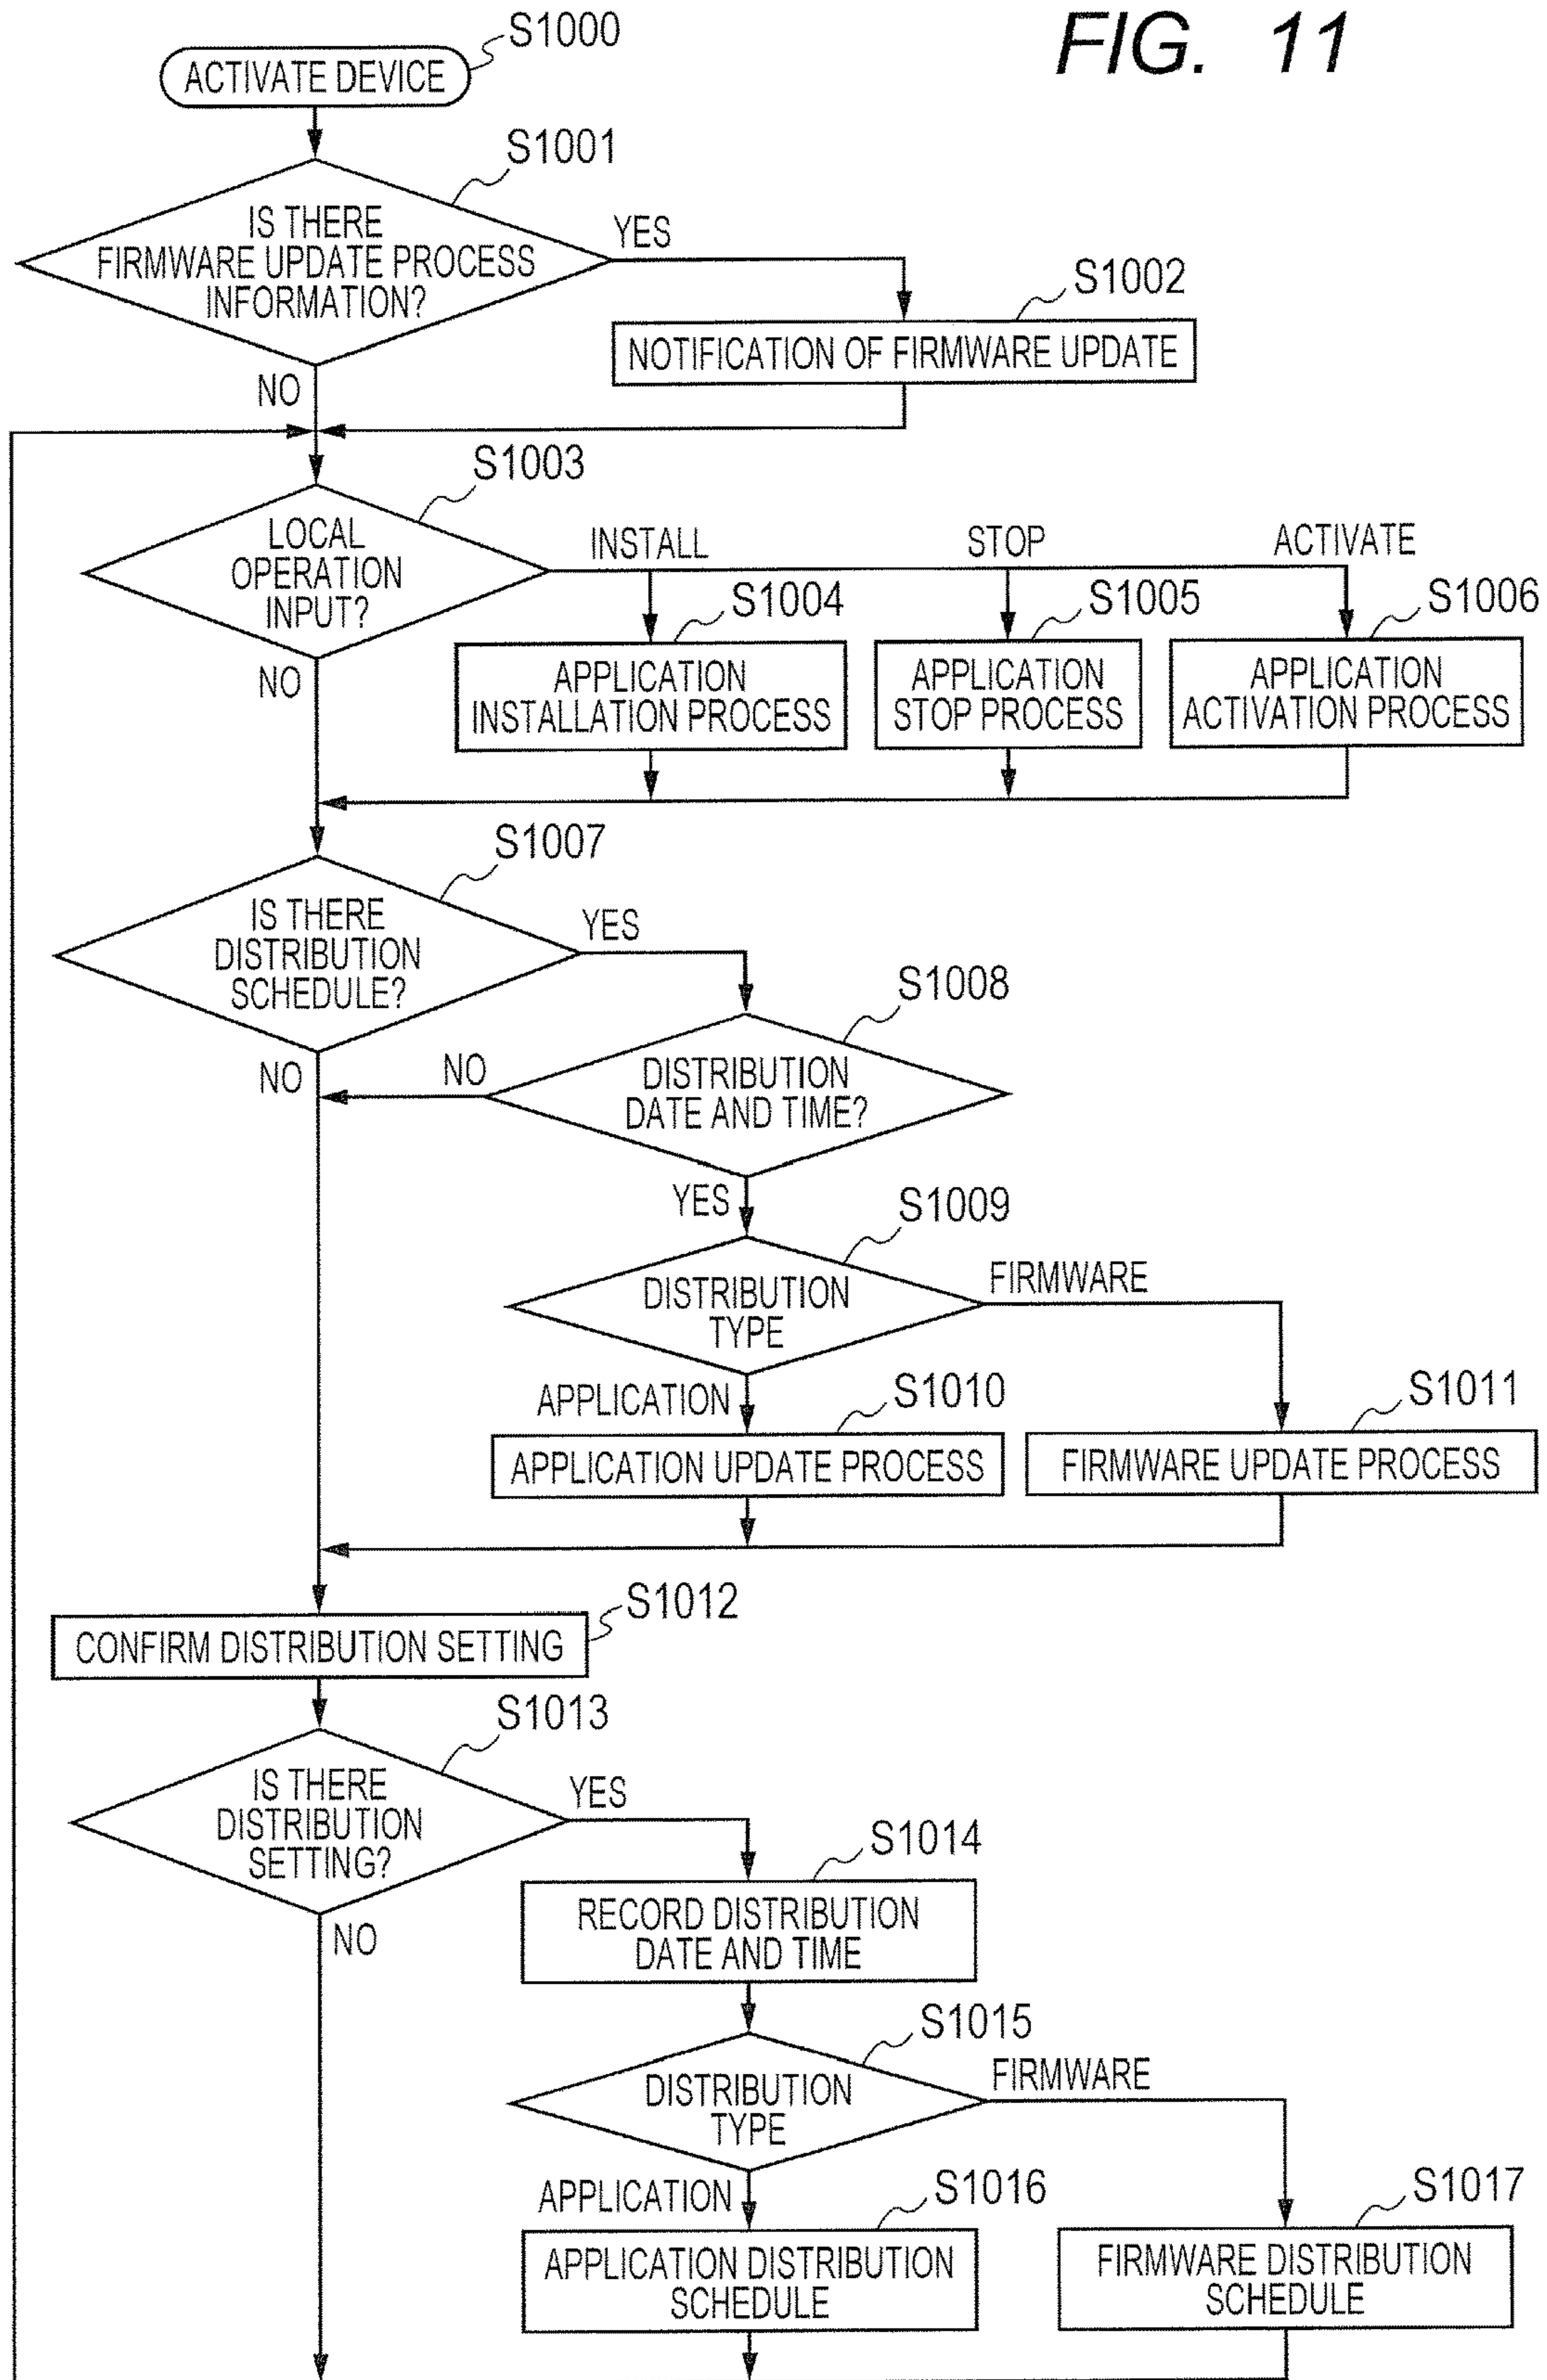 FIG. 11
S1000
ACTIVATE DEVICE
S1001
IS THERE
FIRMWARE UPDATE PROCESS
INFORMATION?
YES
S1002
NOTIFICATION OF FIRMWARE UPDATE
NO
S1003
LOCAL
OPERATION
INPUT?
INSTALL
STOP
ACTIVATE
S1004
S1005
S1006
APPLICATION
INSTALLATION PROCESS
APPLICATION
STOP PROCESS
APPLICATION
ACTIVATION PROCESS
NO
S1007
IS THERE
DISTRIBUTION
SCHEDULE?
YES
S1008
NO
NO
DISTRIBUTION
DATE AND TIME?
YES
S1009
DISTRIBUTION
TYPE
FIRMWARE
APPLICATION
S1010
S1011
APPLICATION UPDATE PROCESS
FIRMWARE UPDATE PROCESS
S1012
CONFIRM DISTRIBUTION SETTING
S1013
IS THERE
DISTRIBUTION
SETTING?
YES
S1014
RECORD DISTRIBUTION
DATE AND TIME
NO
S1015
DISTRIBUTION
TYPE
FIRMWARE
APPLICATION
S1016
S1017
APPLICATION DISTRIBUTION
SCHEDULE
FIRMWARE DISTRIBUTION
SCHEDULE